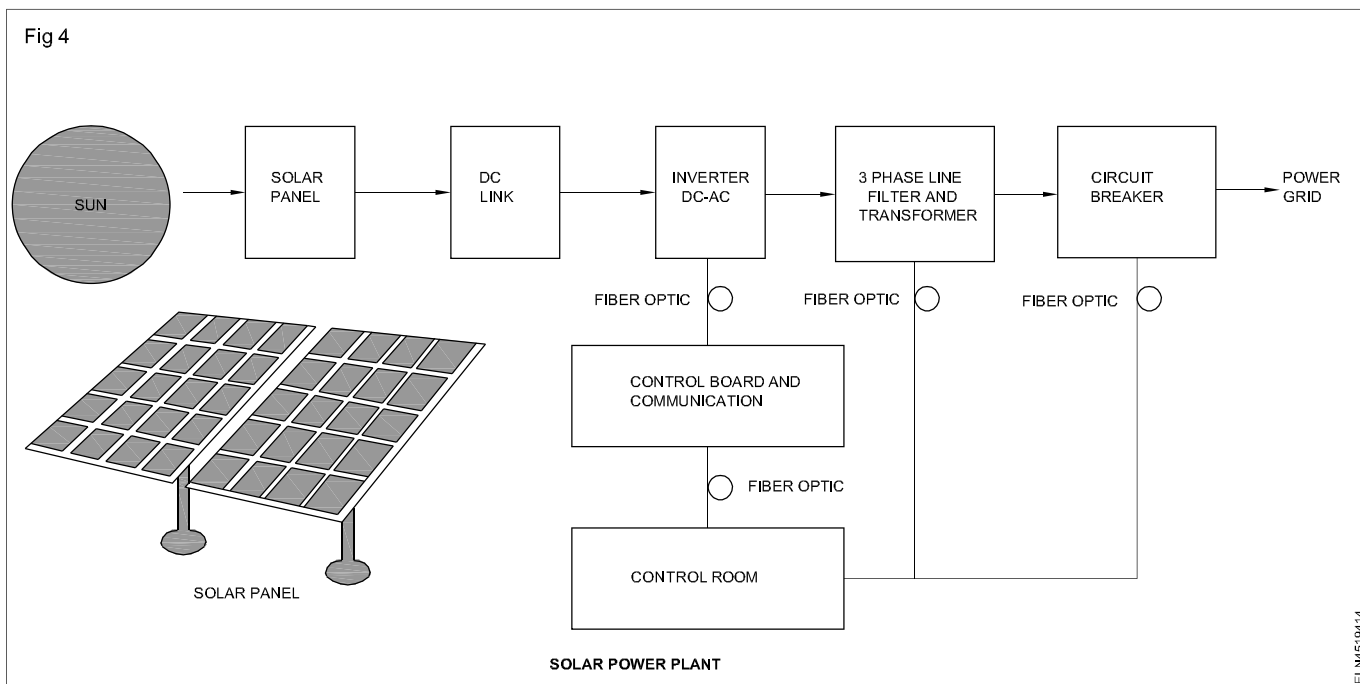 Fig 4
SUN
SOLAR
PANEL
DC
LINK
INVERTER
DC-AC
3 PHASE LINE
FILTER AND
TRANSFORMER
CIRCUIT
BREAKER
POWER
GRID
FIBER OPTIC
FIBER OPTIC
FIBER OPTIC
CONTROL BOARD AND
COMMUNICATION
FIBER OPTIC
CONTROL ROOM
SOLAR PANEL
SOLAR POWER PLANT
ELN4519414